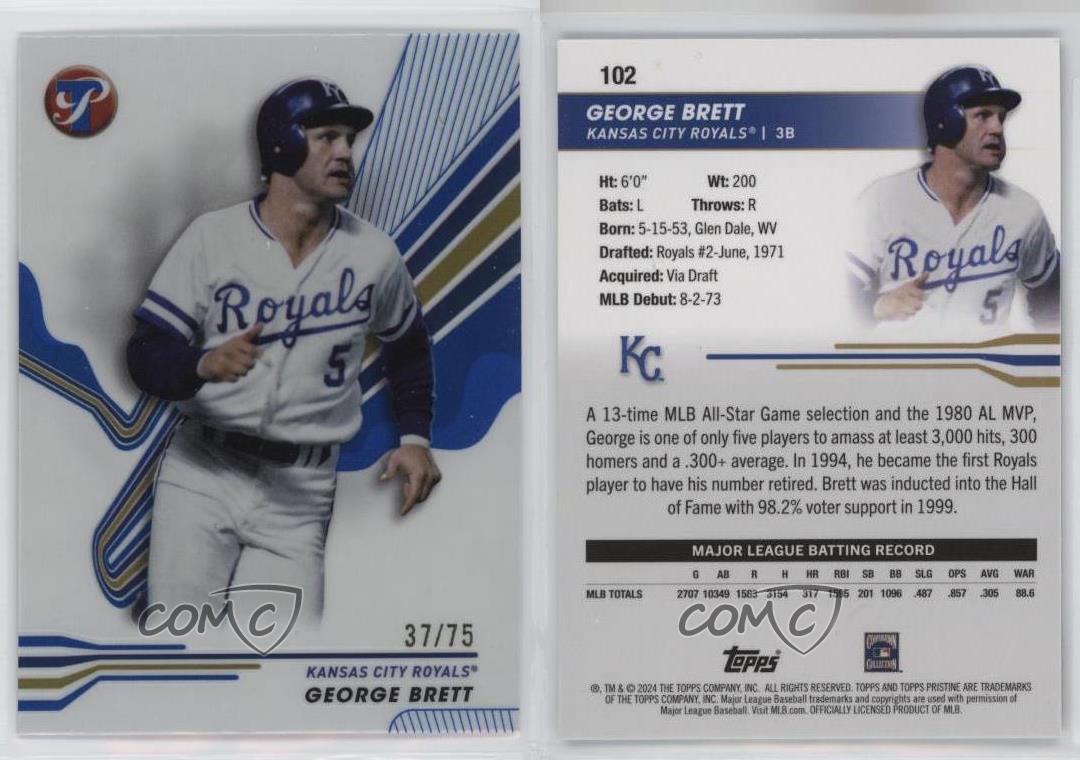 TP
Royals
5
37/75
KANSAS CITY ROYALS®
GEORGE BRETT
COMC
102
GEORGE BRETT
KANSAS CITY ROYALS® | 3B
Ht: 6'0" Wt: 200
Bats: L Throws: R
Born: 5-15-53, Glen Dale, WV
Drafted: Royals #2-June, 1971
Acquired: Via Draft
MLB Debut: 8-2-73
Royals
5
KC
A 13-time MLB All-Star Game selection and the 1980 AL MVP,
George is one of only five players to amass at least 3,000 hits, 300
homers and a .300+ average. In 1994, he became the first Royals
player to have his number retired. Brett was inducted into the Hall
of Fame with 98.2% voter support in 1999.
MAJOR LEAGUE BATTING RECORD
G AB R H HR RBI SB BB SLG OPS AVG WAR
MLB TOTALS 2707 10349 1583 3154 317 1595 201 1096 .487 .857 .305 88.6
COMC
Topps®
COOPERSTOWN
COLLECTION
®, TM & © 2024 THE TOPPS COMPANY, INC. ALL RIGHTS RESERVED. TOPPS AND TOPPS PRISTINE ARE TRADEMARKS
OF THE TOPPS COMPANY, INC. Major League Baseball trademarks and copyrights are used with permission of
Major League Baseball. Visit MLB.com. OFFICIALLY LICENSED PRODUCT OF MLB.